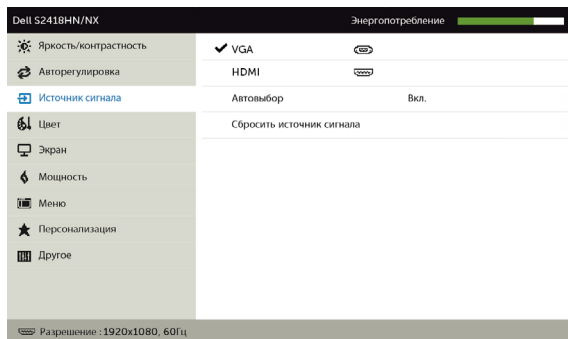 Dell S2418HN/NX
Энергопотребление
Яркость/контрастность
Авторегулировка
Источник сигнала
Цвет
Экран
Мощность
Меню
Персонализация
Другое
VGA
HDMI
Автовыбор Вкл.
Сбросить источник сигнала
Разрешение : 1920x1080, 60Гц